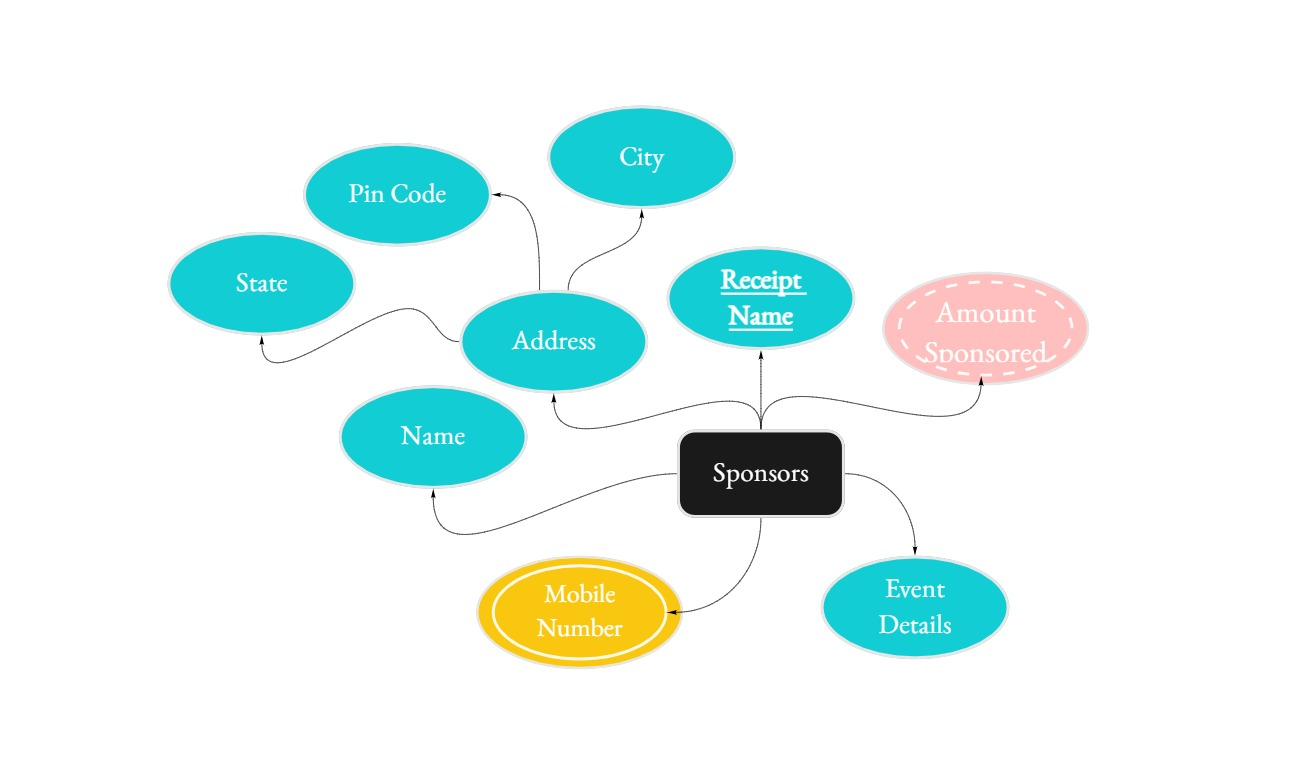 City
Pin Code
State
Receipt
Name
Amount
Sponsored
Address
Name
Sponsors
Mobile
Number
Event
Details